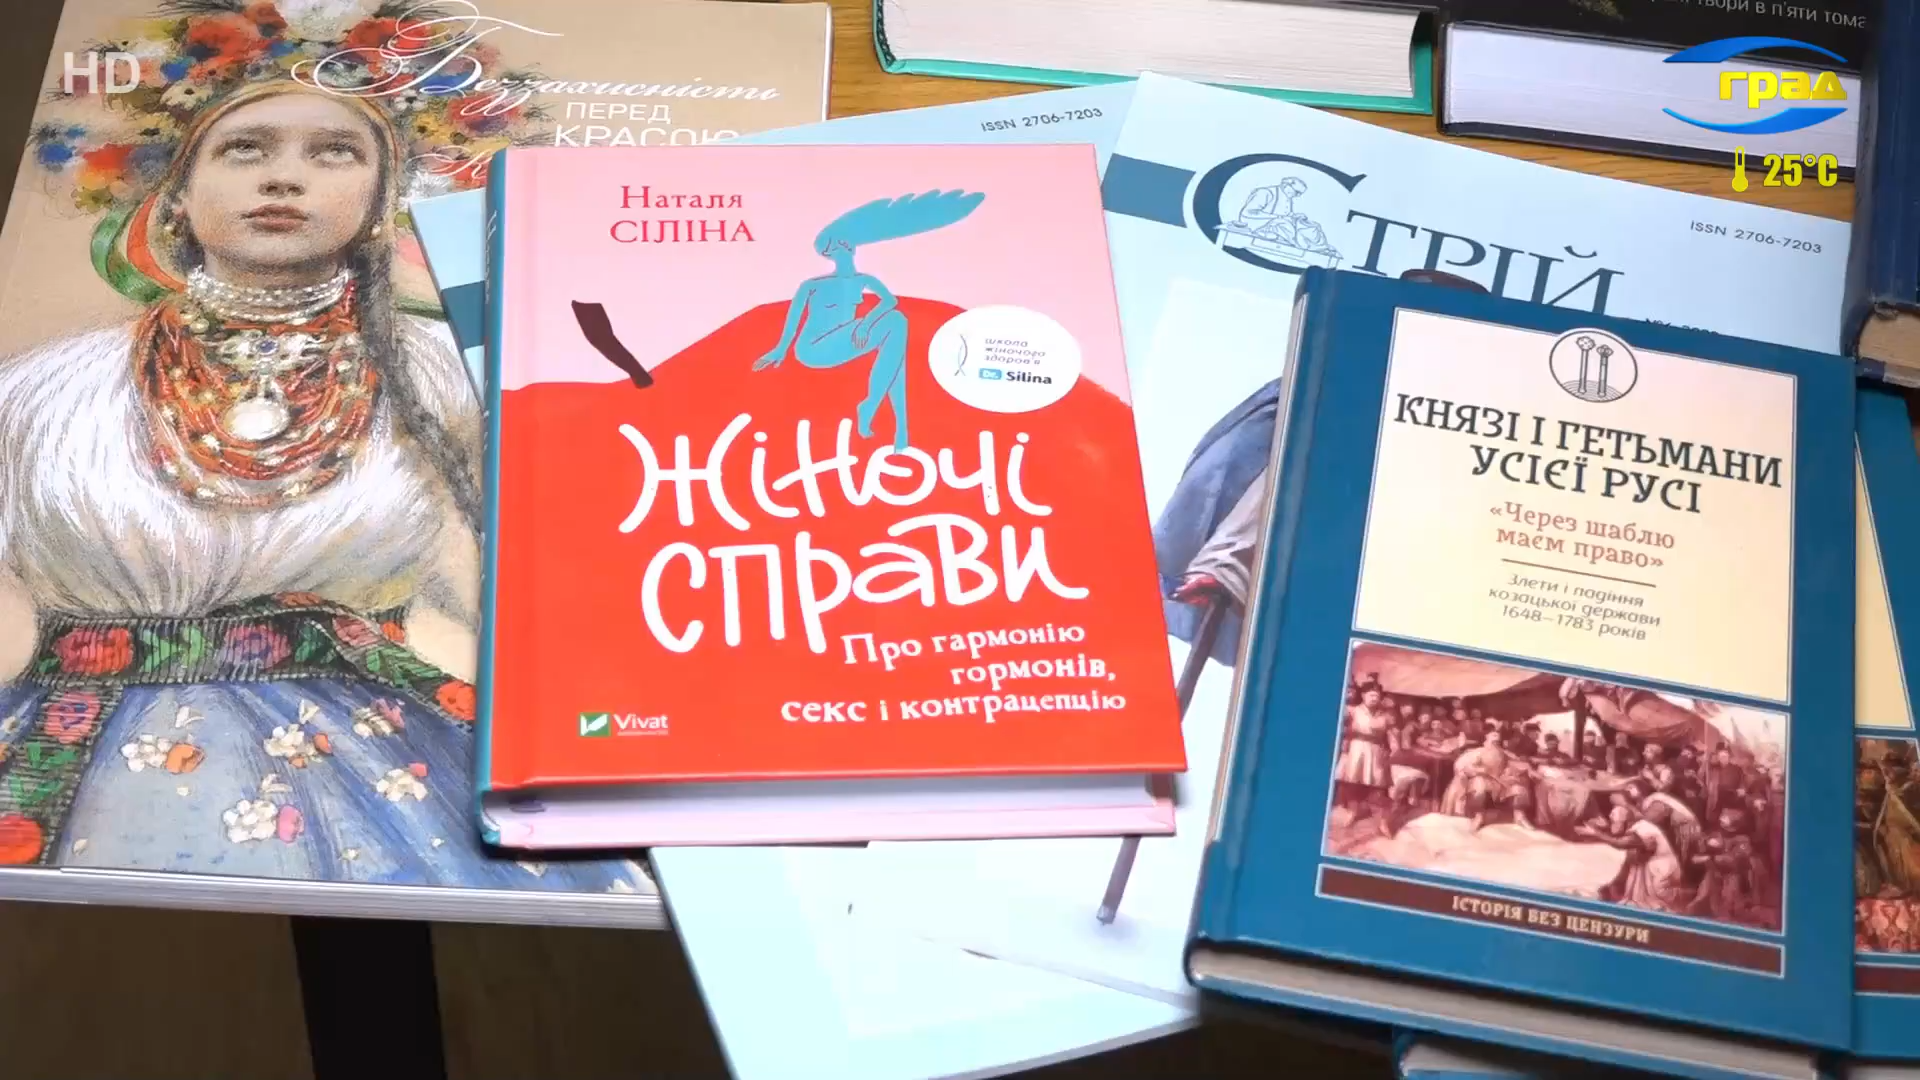 HD
град
25°C
твори в п'яти тома
Беззахисність
ПЕРЕД
КРАСОЮ
ISSN 2706-7203
СТРІЙ
ISSN 2706-7203
Наталя
СІЛІНА
школа
жіночого
здоров'я
Dr. Silina
Жіночі
справи
Про гармонію
гормонів,
секс і контрацепцію
Vivat
КНЯЗІ І ГЕТЬМАНИ
УСІЄЇ РУСІ
«Через шаблю
маєм право»
Злети і падіння
козацької держави
1648–1783 років
ІСТОРІЯ БЕЗ ЦЕНЗУРИ